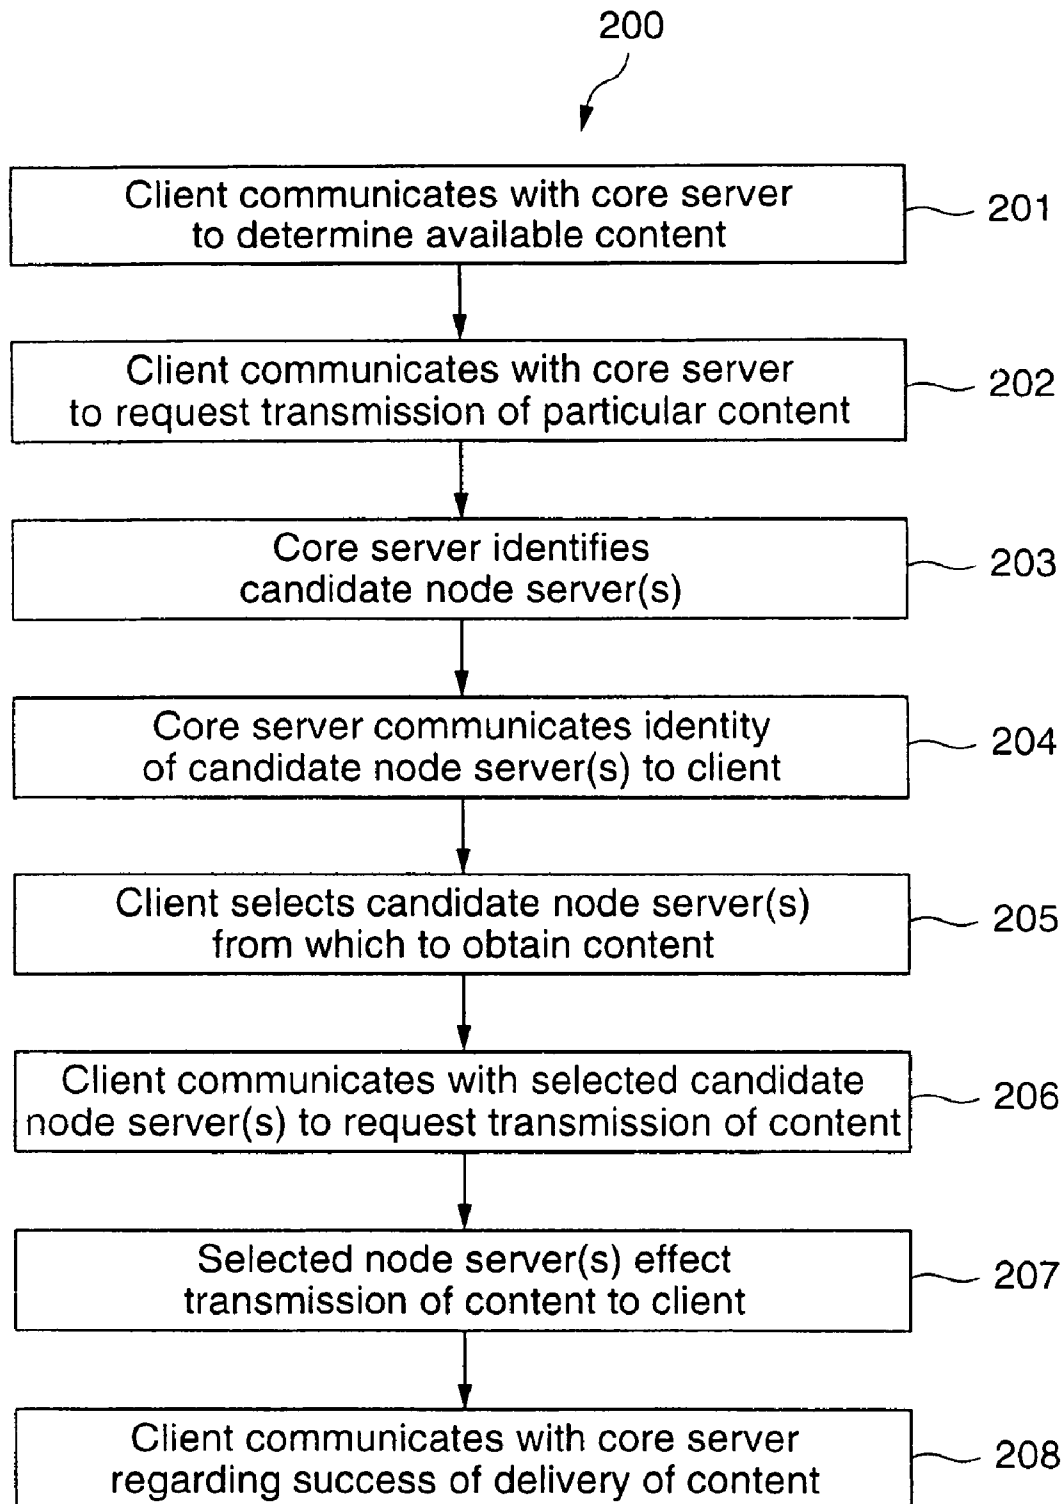 200
Client communicates with core server
to determine available content
201
Client communicates with core server
to request transmission of particular content
202
Core server identifies
candidate node server(s)
203
Core server communicates identity
of candidate node server(s) to client
204
Client selects candidate node server(s)
from which to obtain content
205
Client communicates with selected candidate
node server(s) to request transmission of content
206
Selected node server(s) effect
transmission of content to client
207
Client communicates with core server
regarding success of delivery of content
208